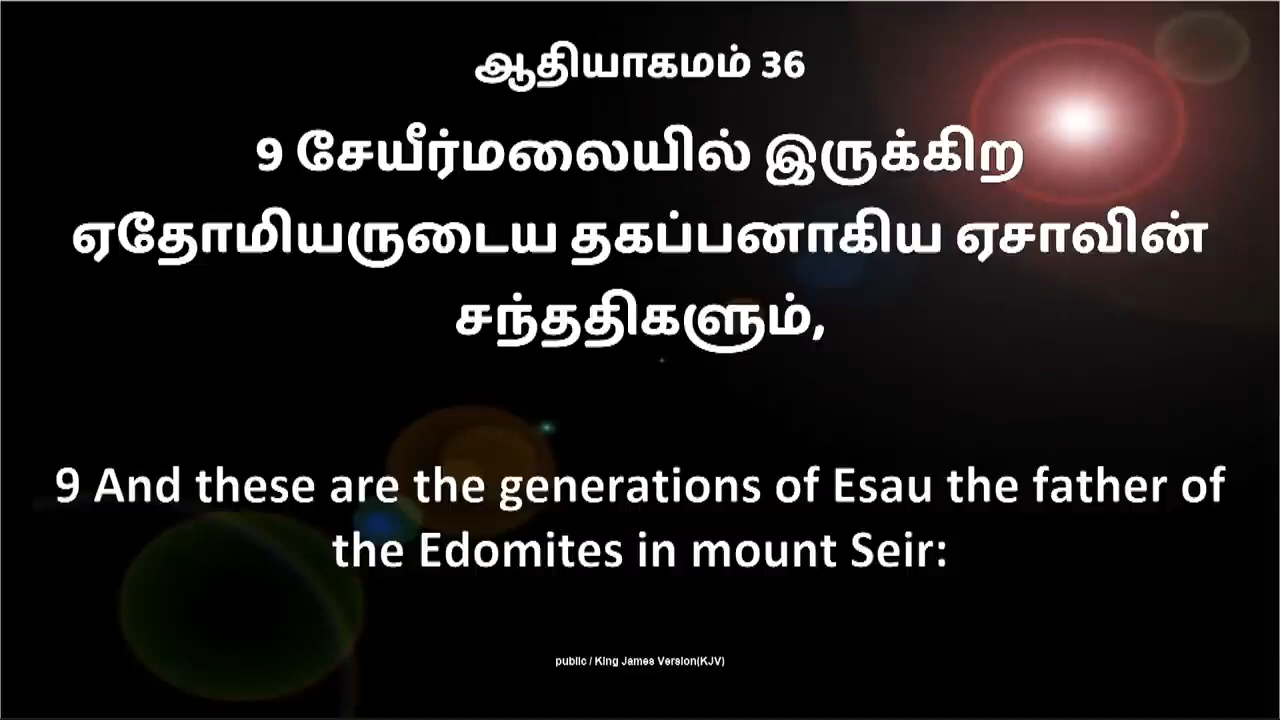 ஆதியாகமம் 36
9 சேயீர்மலையில் இருக்கிற
ஏதோமியருடைய தகப்பனாகிய ஏசாவின்
சந்ததிகளும்,
9 And these are the generations of Esau the father of
the Edomites in mount Seir:
public / King James Version(KJV)